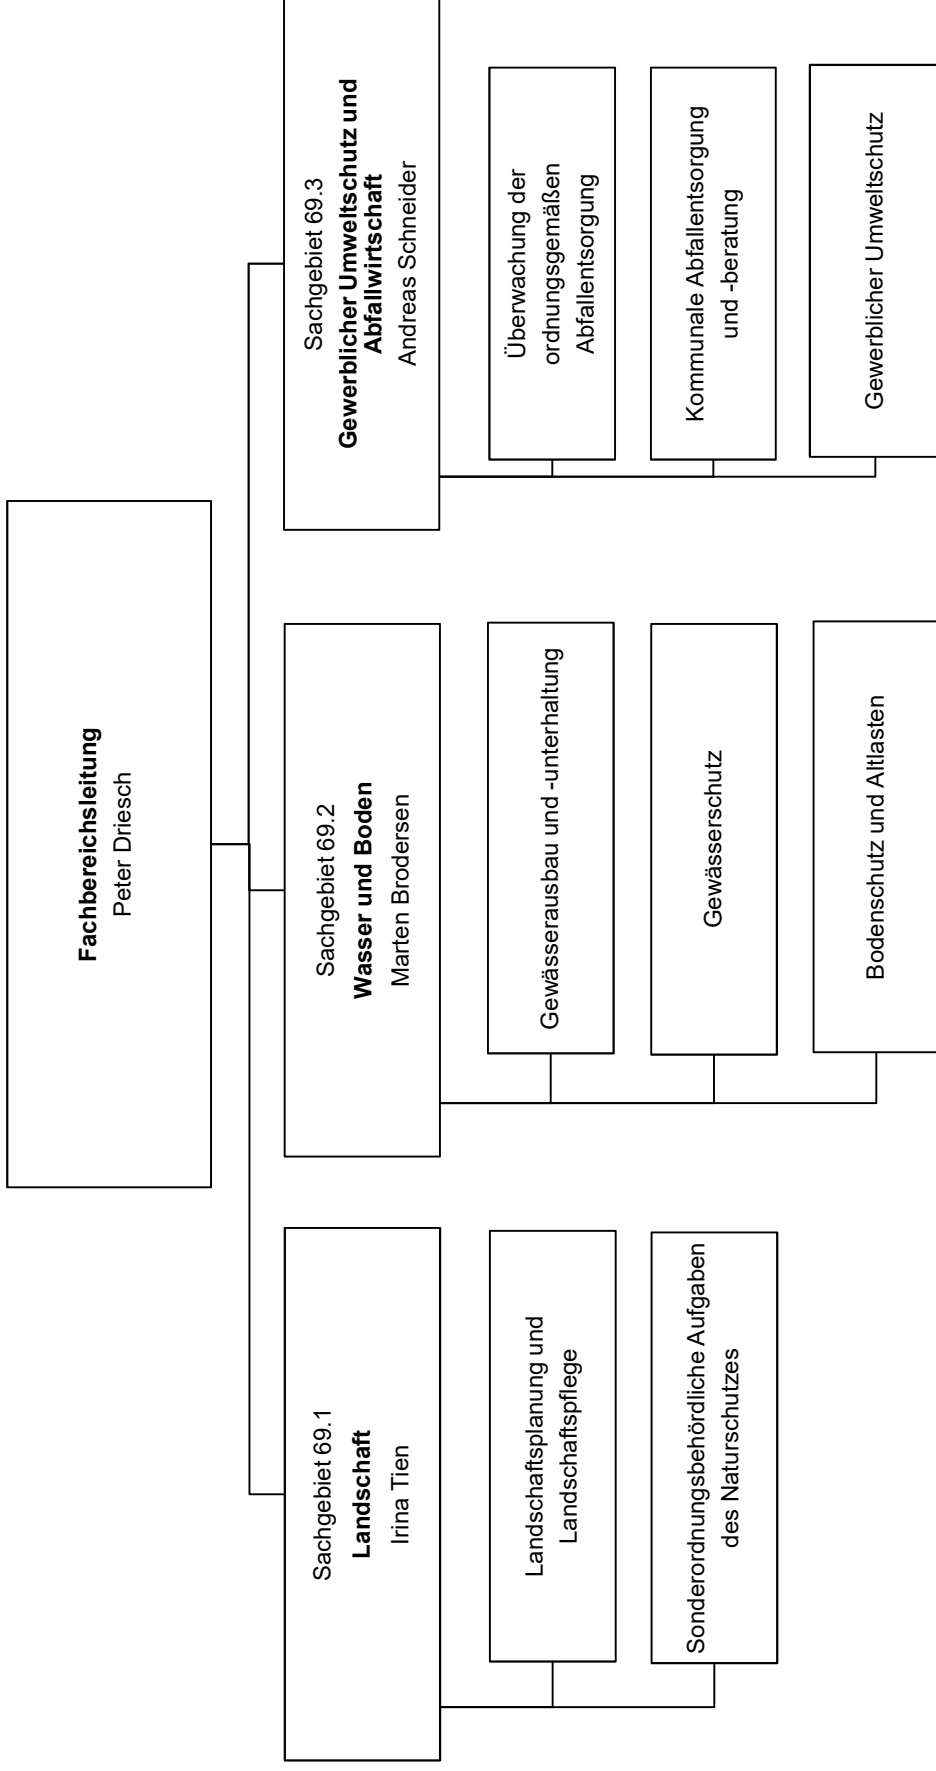 Fachbereichsleitung
Peter Driesch
Sachgebiet 69.1
Landschaft
Irina Tien
Landschaftsplanung und
Landschaftspflege
Sonderordnungsbehördliche Aufgaben
des Naturschutzes
Sachgebiet 69.2
Wasser und Boden
Marten Brodersen
Gewässerausbau und -unterhaltung
Gewässerschutz
Bodenschutz und Altlasten
Sachgebiet 69.3
Gewerblicher Umweltschutz und
Abfallwirtschaft
Andreas Schneider
Überwachung der
ordnungsgemäßen
Abfallentsorgung
Kommunale Abfallentsorgung
und -beratung
Gewerblicher Umweltschutz